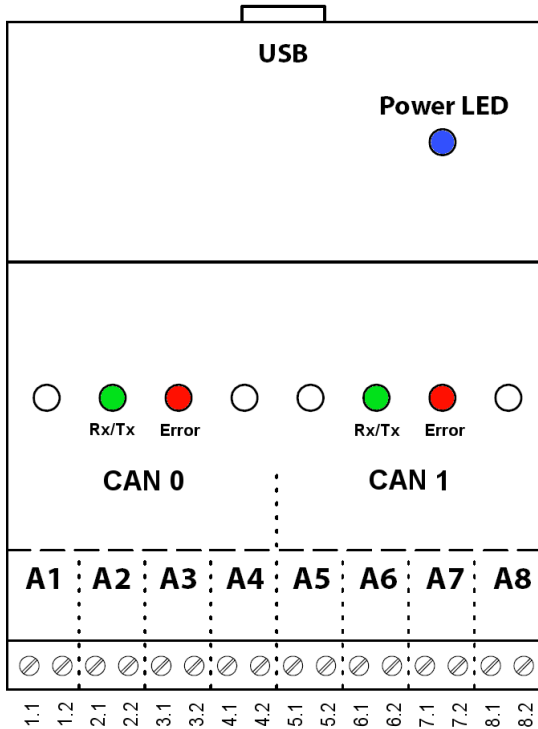 USB
Power LED
Rx/Tx Error Rx/Tx Error
CAN 0 CAN 1
A1 A2 A3 A4 A5 A6 A7 A8
1.1 1.2 2.1 2.2 3.1 3.2 4.1 4.2 5.1 5.2 6.1 6.2 7.1 7.2 8.1 8.2